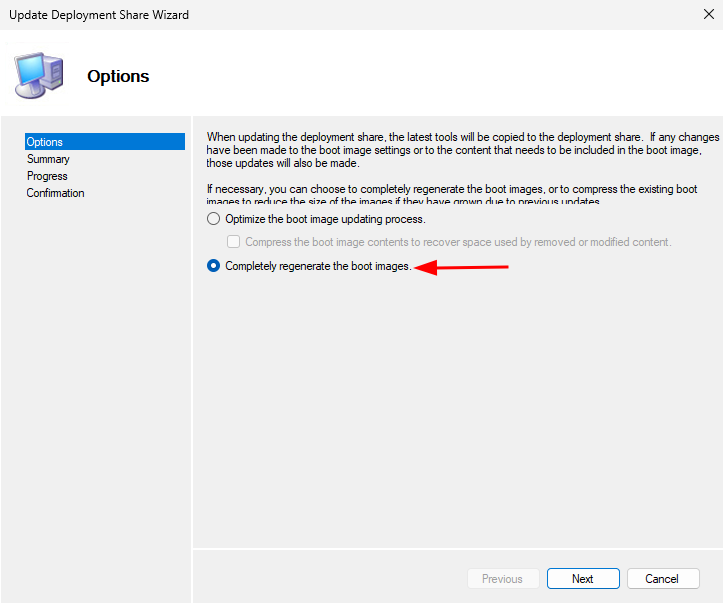 Update Deployment Share Wizard
Options
Options
Summary
Progress
Confirmation
When updating the deployment share, the latest tools will be copied to the deployment share. If any changes
have been made to the boot image settings or to the content that needs to be included in the boot image,
those updates will also be made.
If necessary, you can choose to completely regenerate the boot images, or to compress the existing boot
images to reduce the size of the images if they have grown due to previous updates.
Optimize the boot image updating process.
Compress the boot image contents to recover space used by removed or modified content.
Completely regenerate the boot images.
Previous
Next
Cancel